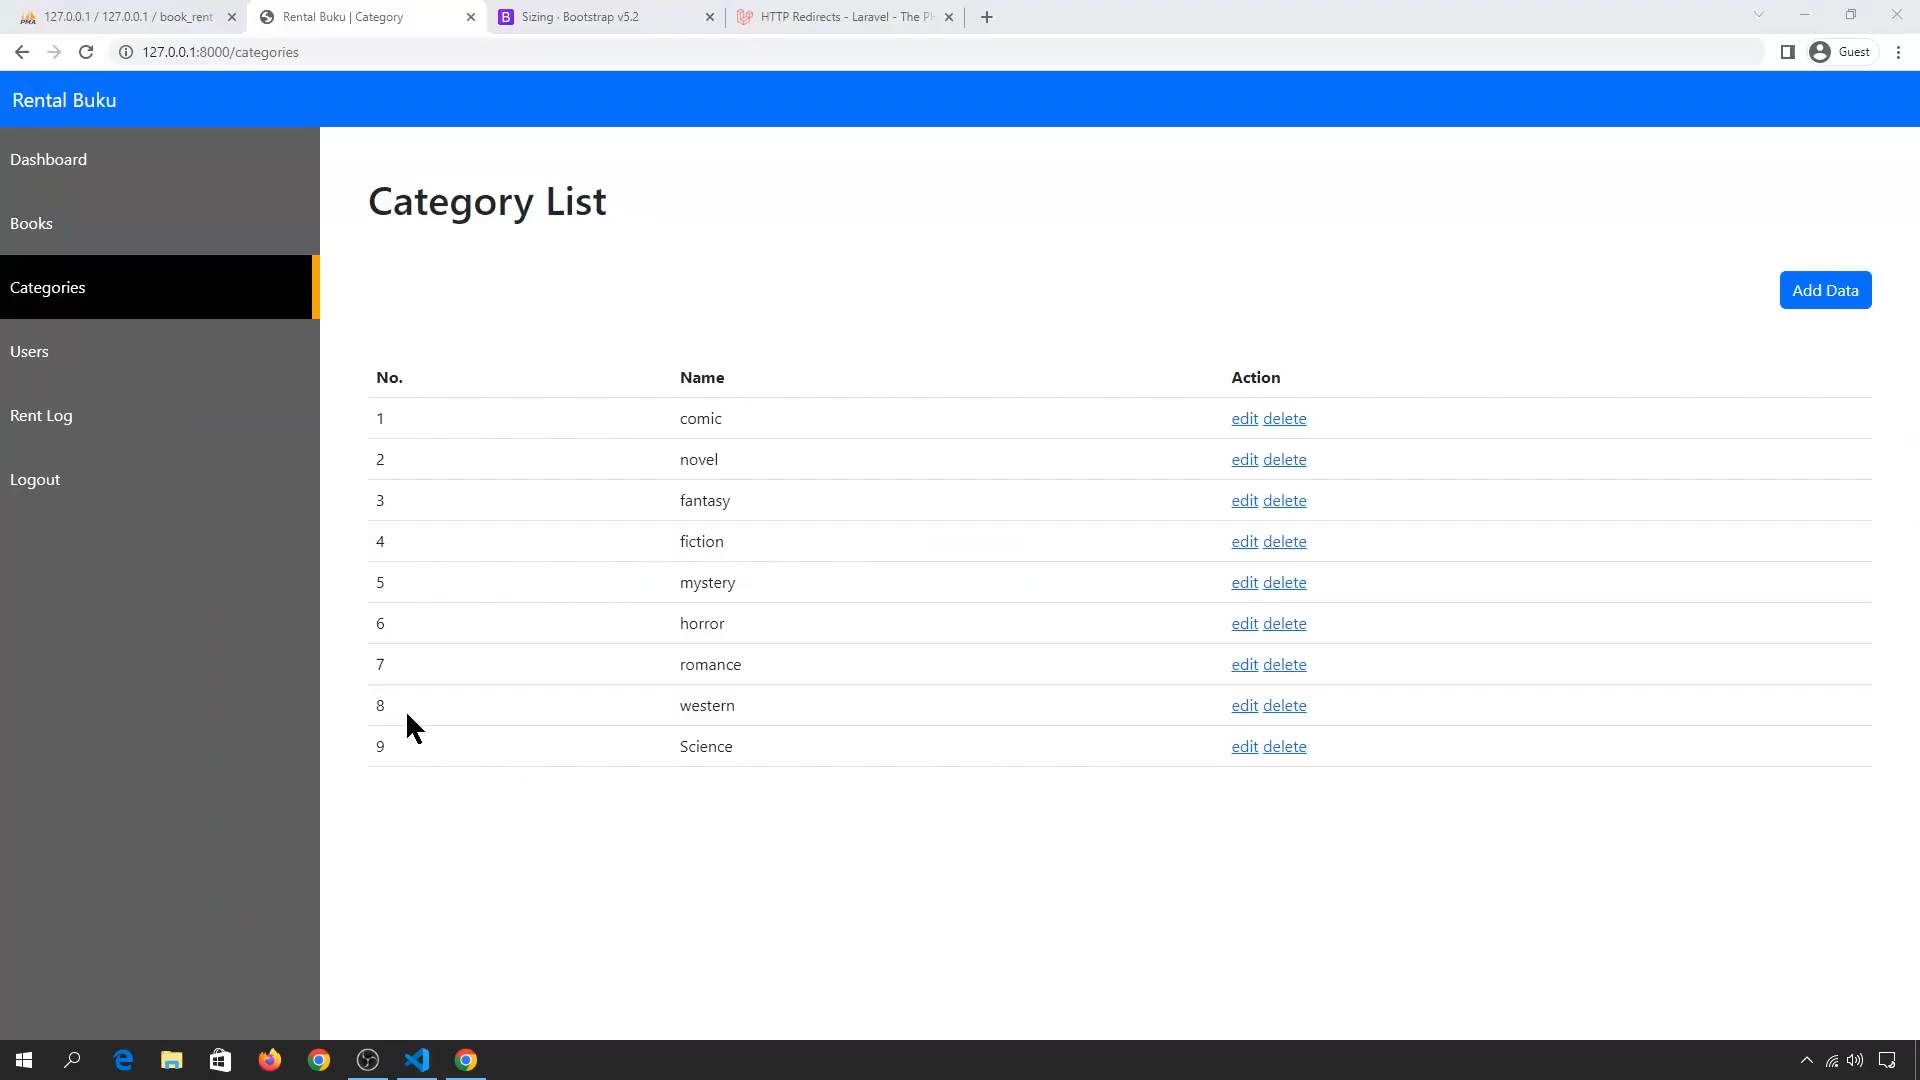 127.0.0.1 / 127.0.0.1 / book_rent
Rental Buku | Category
Sizing · Bootstrap v5.2
HTTP Redirects - Laravel - The P
127.0.0.1:8000/categories
Guest
Rental Buku
Dashboard
Books
Categories
Users
Rent Log
Logout
Category List
Add Data
No. Name Action
1 comic edit delete
2 novel edit delete
3 fantasy edit delete
4 fiction edit delete
5 mystery edit delete
6 horror edit delete
7 romance edit delete
8 western edit delete
9 Science edit delete